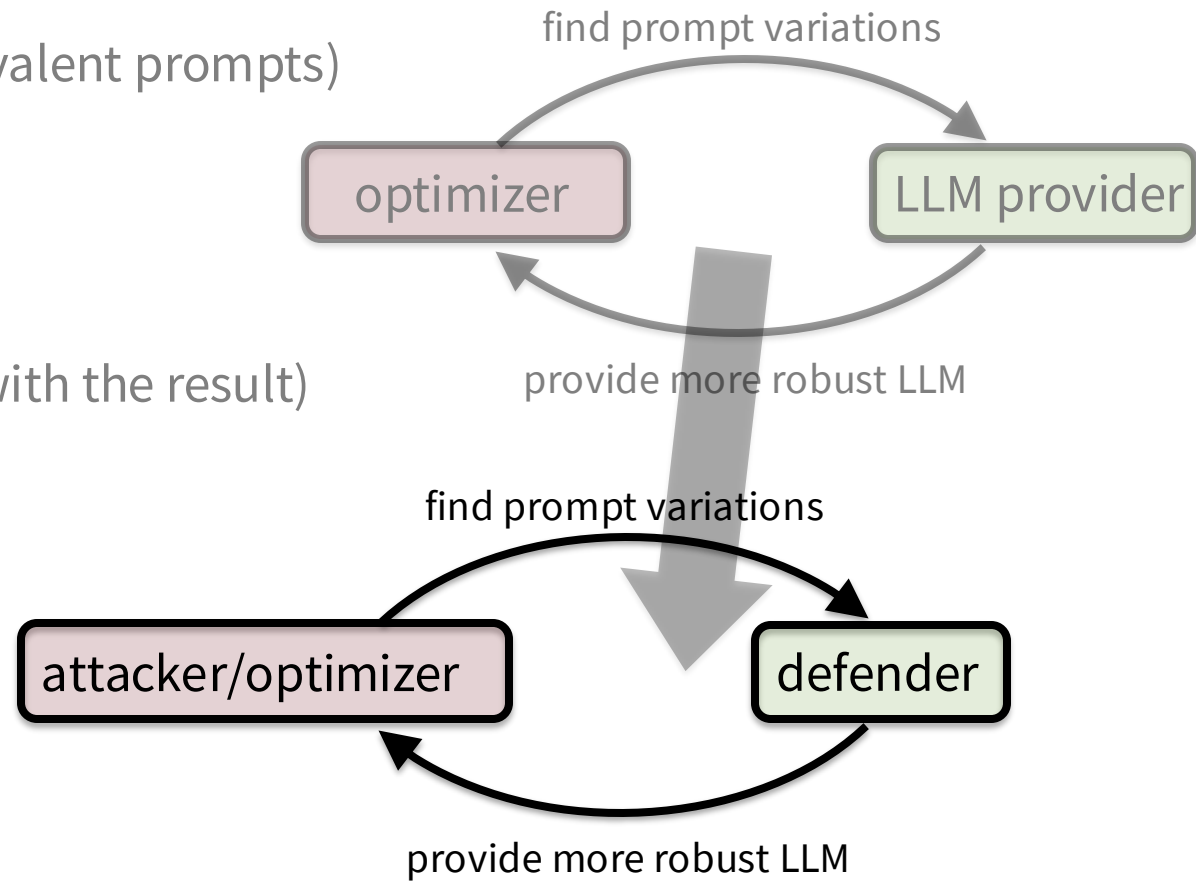 find prompt variations
valent prompts)
optimizer
LLM provider
with the result)
provide more robust LLM
find prompt variations
attacker/optimizer
defender
provide more robust LLM